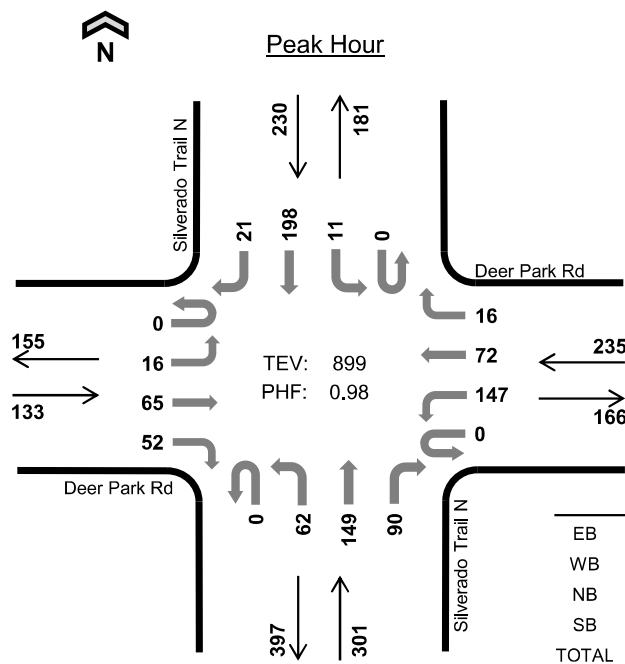 N
Peak Hour
230
181
Silverado Trail N
21
198
11
0
Deer Park Rd
0
16
16
72
147
0
155
133
65
52
235
166
TEV: 899
PHF: 0.98
Deer Park Rd
0
62
149
90
Silverado Trail N
397
301
EB
WB
NB
SB
TOTAL